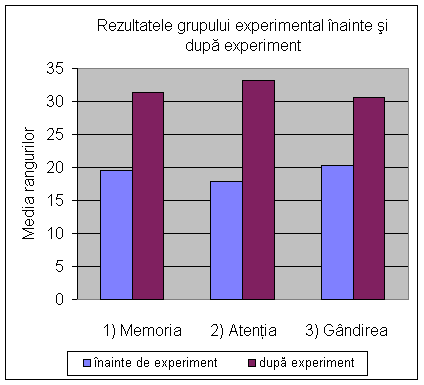 Rezultatele grupului experimental înainte şi
după experiment
Media rangurilor
35
30
25
20
15
10
5
0
1) Memoria 2) Atenţia 3) Gândirea
înainte de experiment după experiment